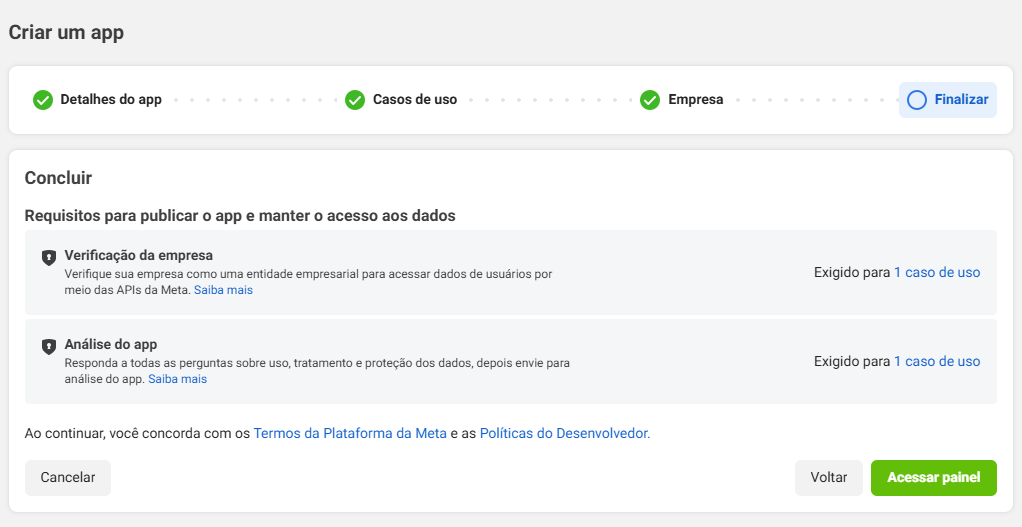 Criar um app
Detalhes do app
Casos de uso
Empresa
Finalizar
Concluir
Requisitos para publicar o app e manter o acesso aos dados
Verificação da empresa
Verifique sua empresa como uma entidade empresarial para acessar dados de usuários por
meio das APIs da Meta. Saiba mais
Exigido para 1 caso de uso
Análise do app
Responda a todas as perguntas sobre uso, tratamento e proteção dos dados, depois envie para
análise do app. Saiba mais
Exigido para 1 caso de uso
Ao continuar, você concorda com os Termos da Plataforma da Meta e as Políticas do Desenvolvedor.
Cancelar
Voltar
Acessar painel